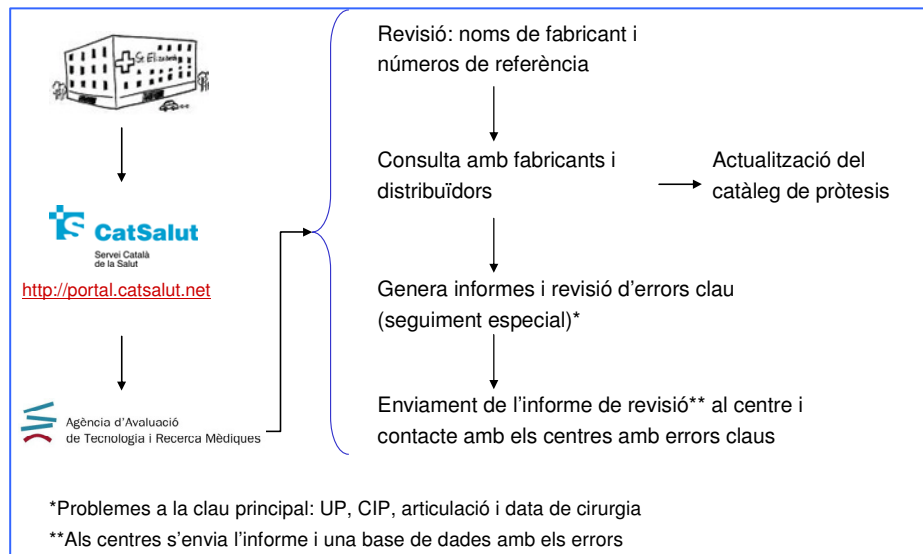 St Elizabeth
CatSalut
Servei Català
de la Salut
http://portal.catsalut.net
Agència d'Avaluació
de Tecnologia i Recerca Mèdiques
Revisió: noms de fabricant i
números de referència
Consulta amb fabricants i
distribuïdors
Actualització del
catàleg de pròtesis
Genera informes i revisió d'errors clau
(seguiment especial)*
Enviament de l'informe de revisió** al centre i
contacte amb els centres amb errors claus
*Problemes a la clau principal: UP, CIP, articulació i data de cirurgia
**Als centres s'envia l'informe i una base de dades amb els errors